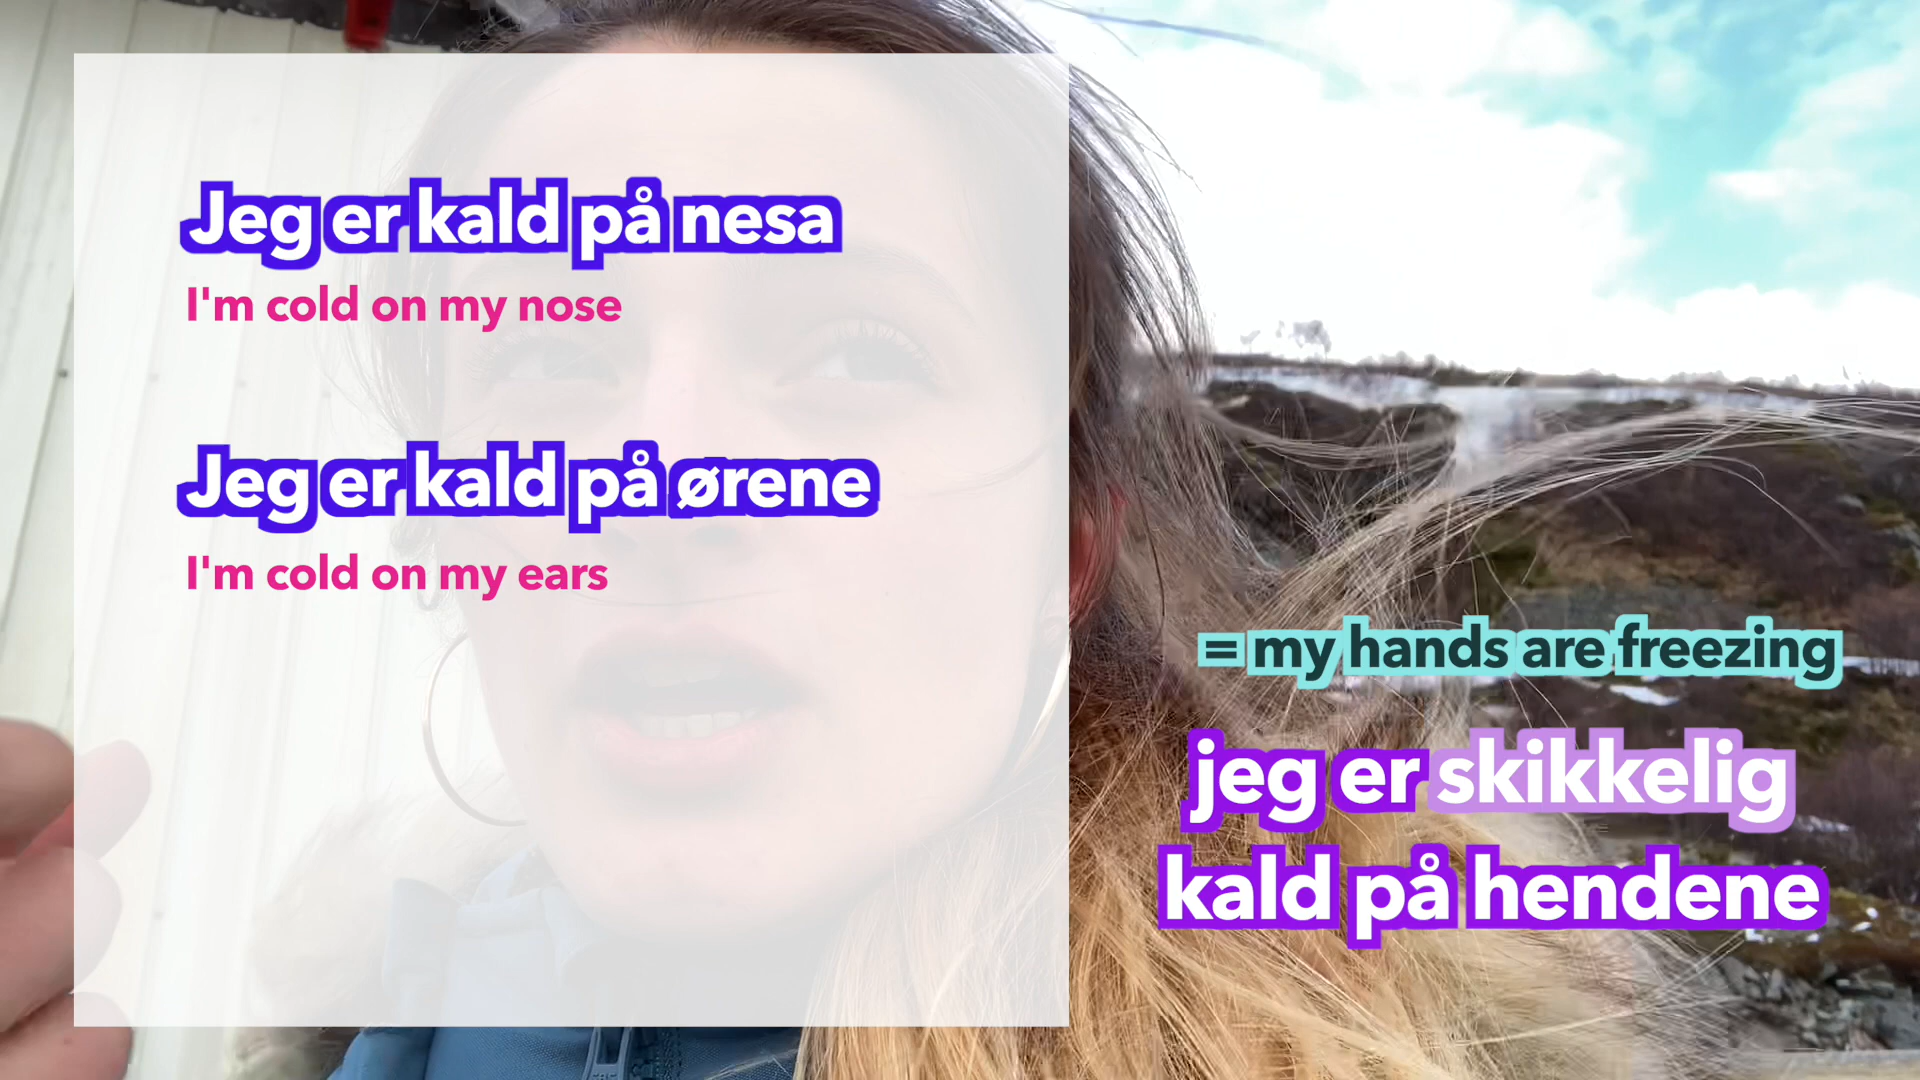 Jeg er kald på nesa
I'm cold on my nose
Jeg er kald på ørene
I'm cold on my ears
= my hands are freezing
jeg er skikkelig
kald på hendene